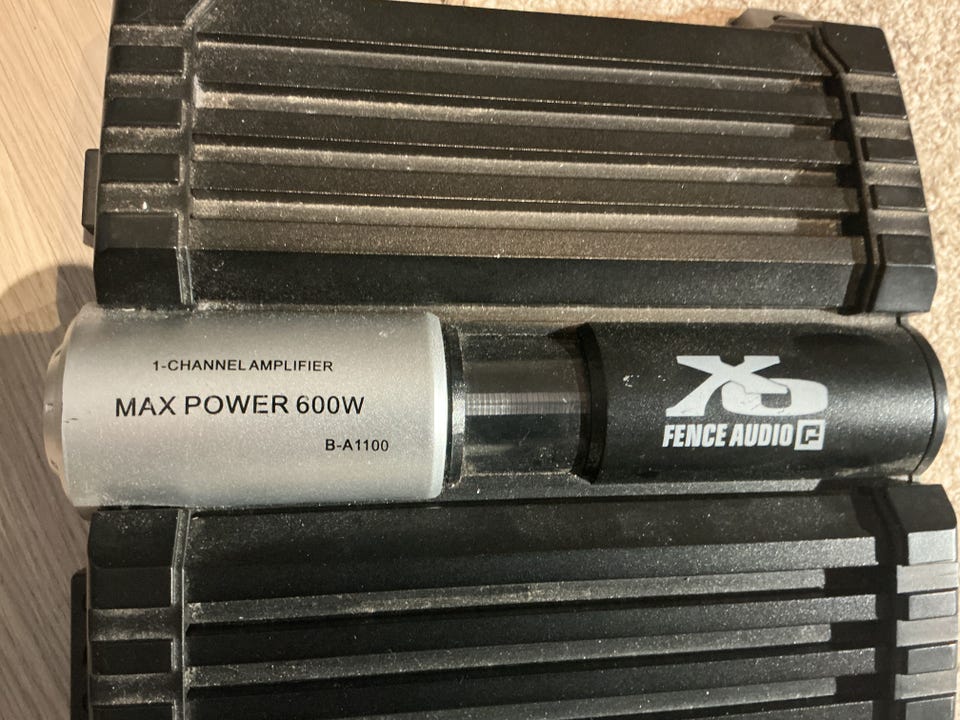 1-CHANNEL AMPLIFIER
MAX POWER 600W
B-A1100
FENCE AUDIO